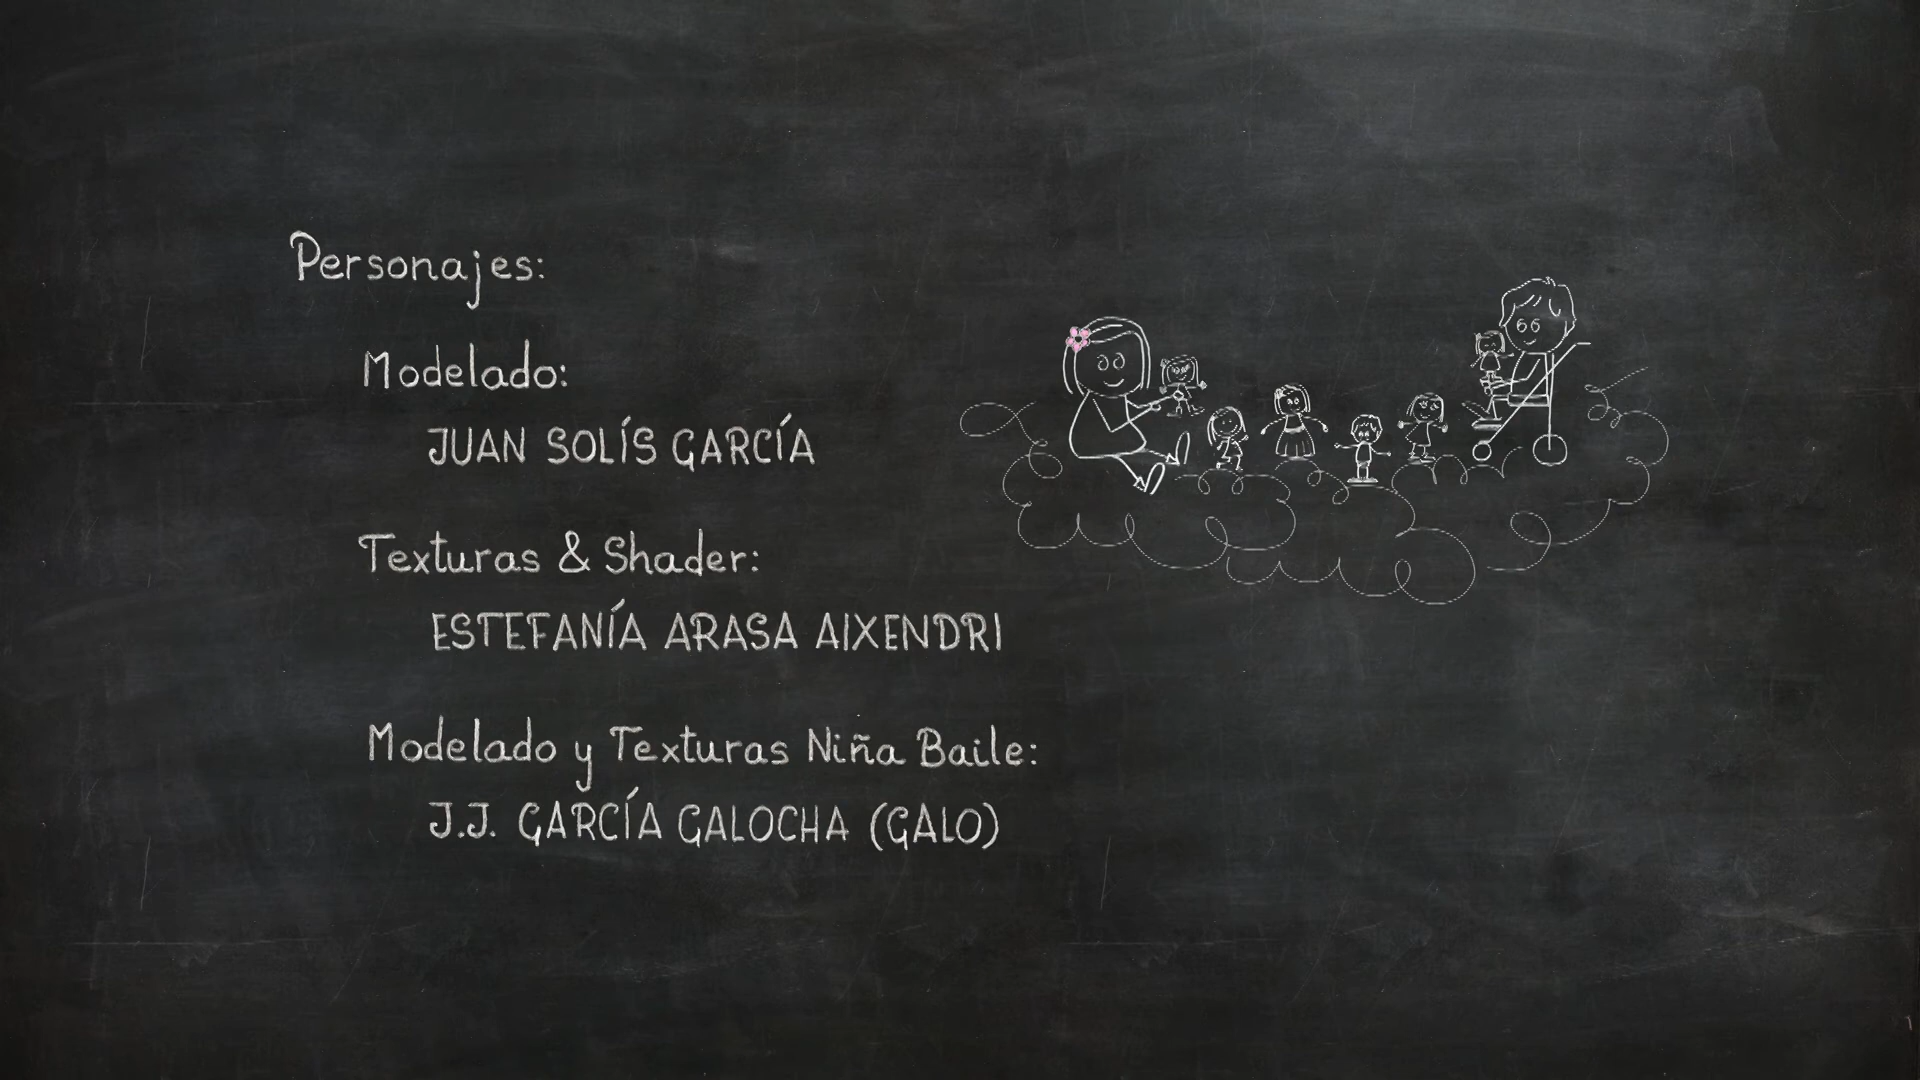 Personajes:
Modelado:
JUAN SOLÍS GARCÍA
Texturas & Shader:
ESTEFANÍA ARASA AIXENDRI
Modelado y Texturas Niña Baile:
J.J. GARCÍA GALOCHA (GALO)